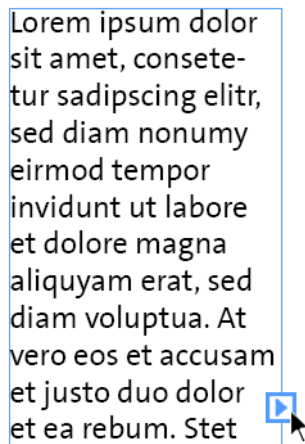 Lorem ipsum dolor
sit amet, consete-
tur sadipscing elitr,
sed diam nonumy
eirmod tempor
invidunt ut labore
et dolore magna
aliquyam erat, sed
diam voluptua. At
vero eos et accusam
et justo duo dolor
et ea rebum. Stet